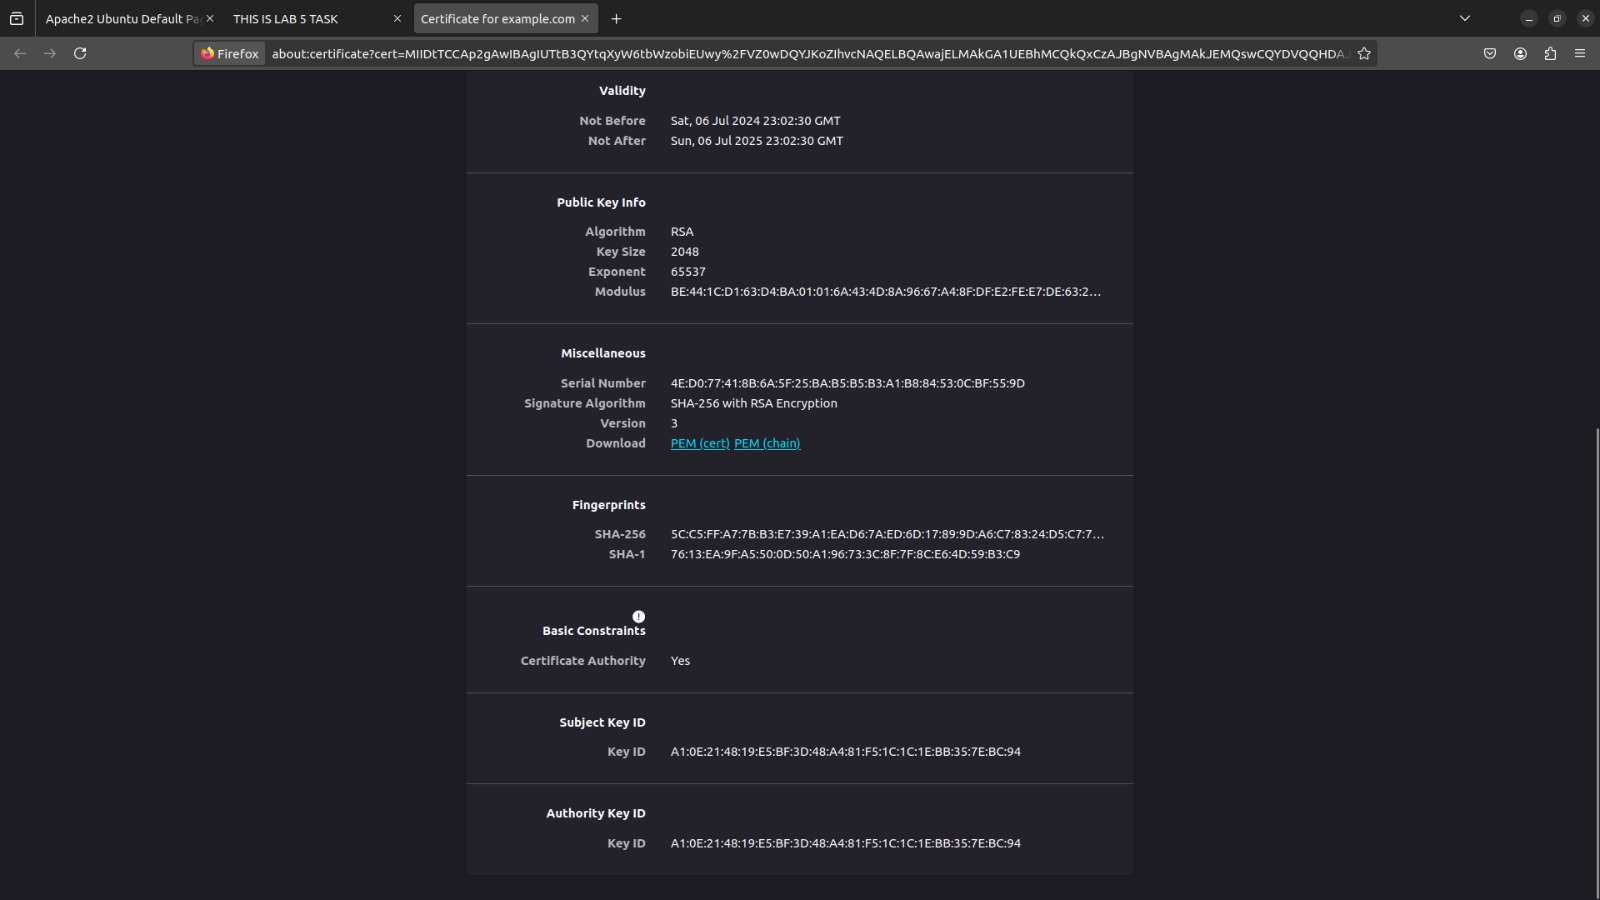 Apache2 Ubuntu Default Pa
THIS IS LAB 5 TASK
Certificate for example.com
Firefox
about:certificate?cert=MIIDtTCCAp2gAwIBAgIUTtB3QYtqXyW6tbWzobiEUwy%2FVZ0wDQYJKoZIhvcNAQELBQAwajELMAkGA1UEBhMCQkQxCzAJBgNVBAgMAkJEMQswCQYDVQQHDAJ
Validity
Not Before Sat, 06 Jul 2024 23:02:30 GMT
Not After Sun, 06 Jul 2025 23:02:30 GMT
Public Key Info
Algorithm RSA
Key Size 2048
Exponent 65537
Modulus BE:44:1C:D1:63:D4:BA:01:01:6A:43:4D:8A:96:67:A4:8F:DF:E2:FE:E7:DE:63:2…
Miscellaneous
Serial Number 4E:D0:77:41:8B:6A:5F:25:BA:B5:B5:B3:A1:B8:84:53:0C:BF:55:9D
Signature Algorithm SHA-256 with RSA Encryption
Version 3
Download PEM (cert) PEM (chain)
Fingerprints
SHA-256 5C:C5:FF:A7:7B:B3:E7:39:A1:EA:D6:7A:ED:6D:17:89:9D:A6:C7:83:24:D5:C7:7…
SHA-1 76:13:EA:9F:A5:50:0D:50:A1:96:73:3C:8F:7F:8C:E6:4D:59:B3:C9
Basic Constraints
Certificate Authority Yes
Subject Key ID
Key ID A1:0E:21:48:19:E5:BF:3D:48:A4:81:F5:1C:1C:1E:BB:35:7E:BC:94
Authority Key ID
Key ID A1:0E:21:48:19:E5:BF:3D:48:A4:81:F5:1C:1C:1E:BB:35:7E:BC:94